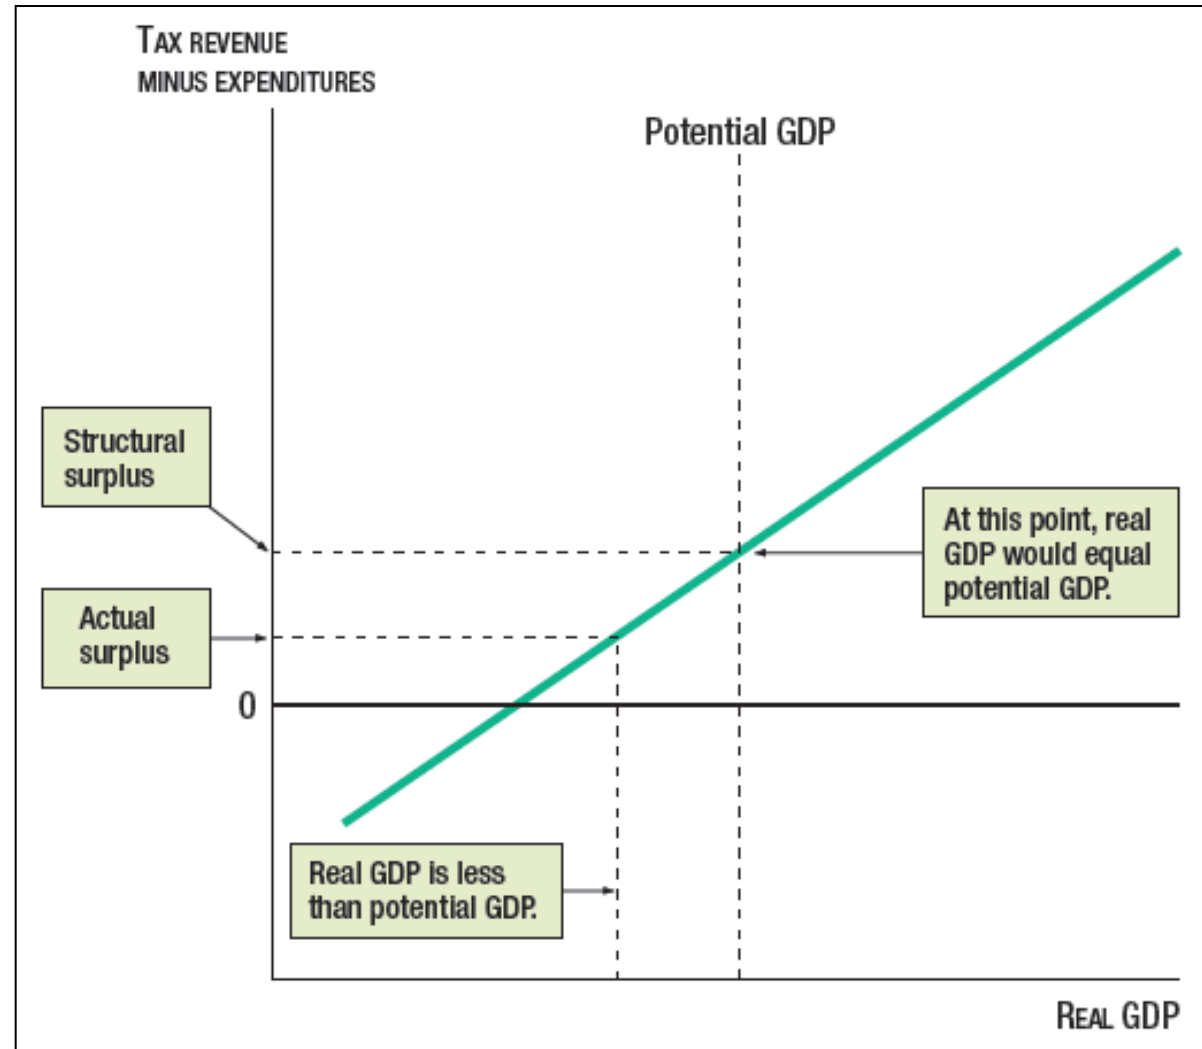 TAX REVENUE
MINUS EXPENDITURES
Potential GDP
Structural
surplus
At this point, real
GDP would equal
potential GDP.
Actual
surplus
0
Real GDP is less
than potential GDP.
REAL GDP